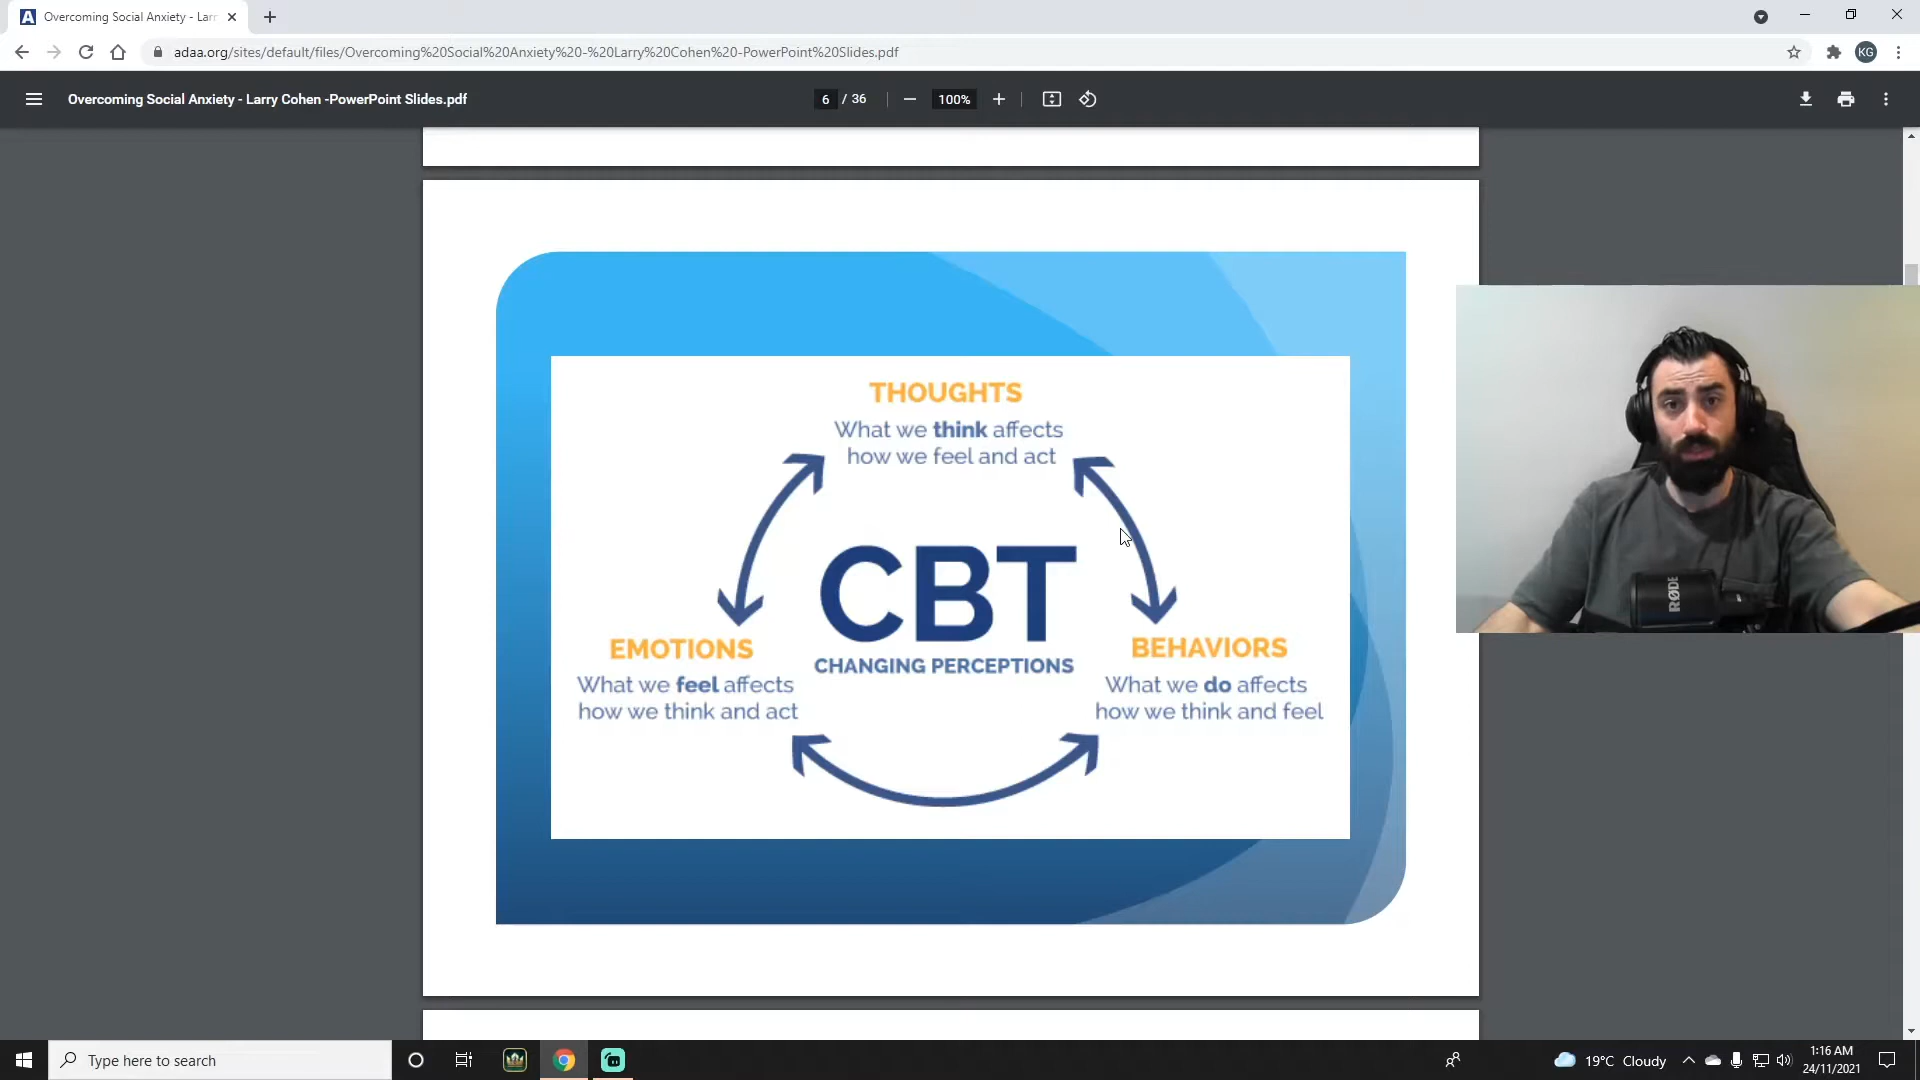 Overcoming Social Anxiety - Larr
adaa.org/sites/default/files/Overcoming%20Social%20Anxiety%20-%20Larry%20Cohen%20-PowerPoint%20Slides.pdf
KG
Overcoming Social Anxiety - Larry Cohen -PowerPoint Slides.pdf
6 / 36
100%
THOUGHTS
What we think affects
how we feel and act
CBT
CHANGING PERCEPTIONS
EMOTIONS
What we feel affects
how we think and act
BEHAVIORS
What we do affects
how we think and feel
RØDE
Type here to search
19°C Cloudy
1:16 AM
24/11/2021